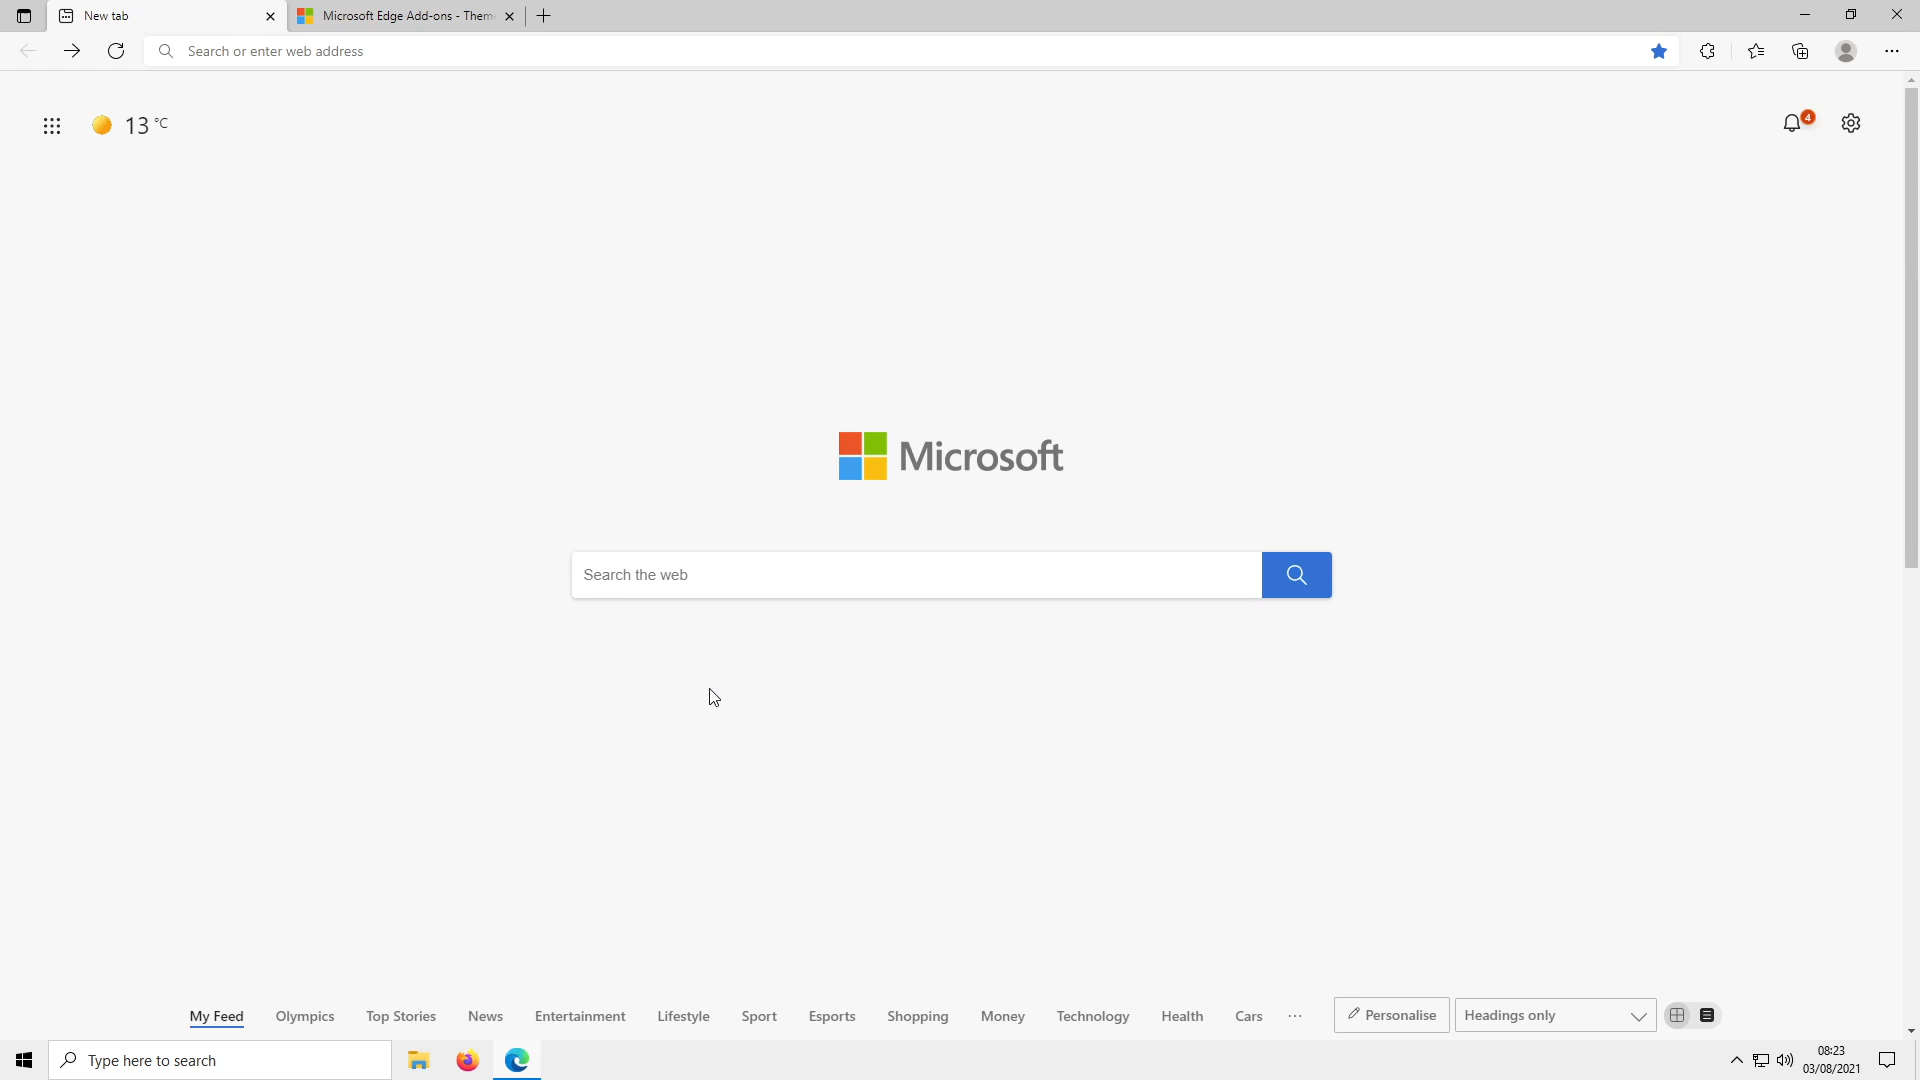 New tab
Microsoft Edge Add-ons - Them
Search or enter web address
13 °C
4
Microsoft
Search the web
My Feed Olympics Top Stories News Entertainment Lifestyle Sport Esports Shopping Money Technology Health Cars ... Personalise Headings only
Type here to search
08:23
03/08/2021